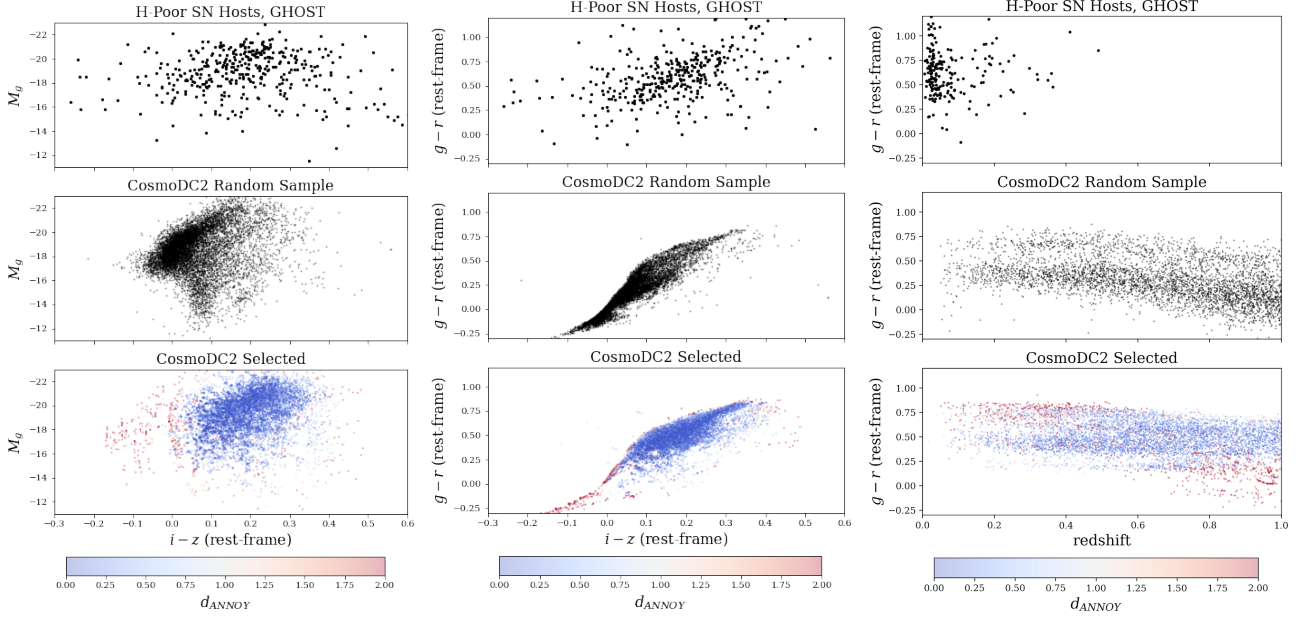 H-Poor SN Hosts, GHOST
M_g
-22
-20
-18
-16
-14
-12
CosmoDC2 Random Sample
M_g
-22
-20
-18
-16
-14
-12
CosmoDC2 Selected
M_g
-22
-20
-18
-16
-14
-12
−0.3 −0.2 −0.1 0.0 0.1 0.2 0.3 0.4 0.5 0.6
i − z (rest-frame)
0.00 0.25 0.50 0.75 1.00 1.25 1.50 1.75 2.00
d_ANNOY
H-Poor SN Hosts, GHOST
g − r (rest-frame)
1.00
0.75
0.50
0.25
0.00
−0.25
CosmoDC2 Random Sample
g − r (rest-frame)
1.00
0.75
0.50
0.25
0.00
−0.25
CosmoDC2 Selected
g − r (rest-frame)
1.00
0.75
0.50
0.25
0.00
−0.25
−0.3 −0.2 −0.1 0.0 0.1 0.2 0.3 0.4 0.5 0.6
i − z (rest-frame)
0.00 0.25 0.50 0.75 1.00 1.25 1.50 1.75 2.00
d_ANNOY
H-Poor SN Hosts, GHOST
g − r (rest-frame)
1.00
0.75
0.50
0.25
0.00
−0.25
CosmoDC2 Random Sample
g − r (rest-frame)
1.00
0.75
0.50
0.25
0.00
−0.25
CosmoDC2 Selected
g − r (rest-frame)
1.00
0.75
0.50
0.25
0.00
−0.25
0.0 0.2 0.4 0.6 0.8 1.0
redshift
0.00 0.25 0.50 0.75 1.00 1.25 1.50 1.75 2.00
d_ANNOY